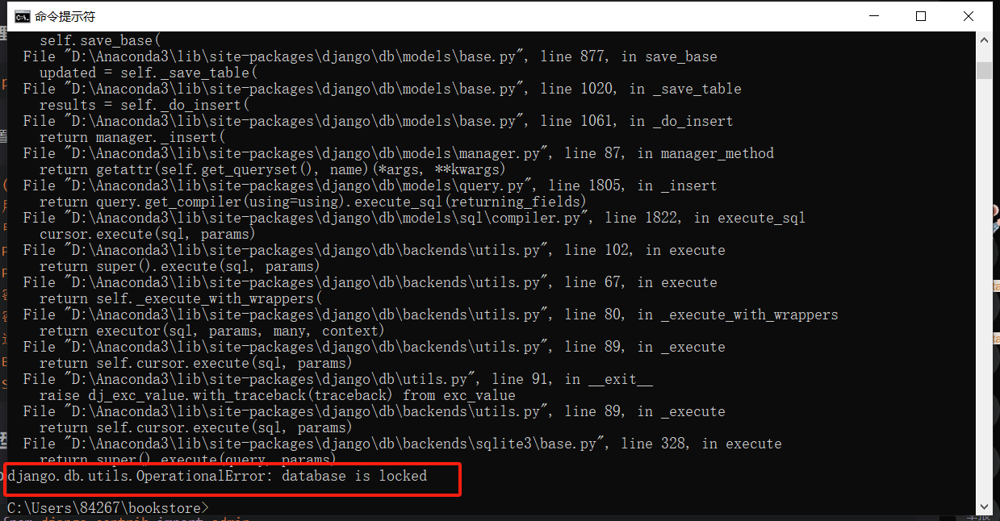 命令提示符
self.save_base(
File "D:\Anaconda3\lib\site-packages\django\db\models\base.py", line 877, in save_base
updated = self._save_table(
File "D:\Anaconda3\lib\site-packages\django\db\models\base.py", line 1020, in _save_table
results = self._do_insert(
File "D:\Anaconda3\lib\site-packages\django\db\models\base.py", line 1061, in _do_insert
return manager._insert(
File "D:\Anaconda3\lib\site-packages\django\db\models\manager.py", line 87, in manager_method
return getattr(self.get_queryset(), name)(*args, **kwargs)
File "D:\Anaconda3\lib\site-packages\django\db\models\query.py", line 1805, in _insert
return query.get_compiler(using=using).execute_sql(returning_fields)
File "D:\Anaconda3\lib\site-packages\django\db\models\sql\compiler.py", line 1822, in execute_sql
cursor.execute(sql, params)
File "D:\Anaconda3\lib\site-packages\django\db\backends\utils.py", line 102, in execute
return super().execute(sql, params)
File "D:\Anaconda3\lib\site-packages\django\db\backends\utils.py", line 67, in execute
return self._execute_with_wrappers(
File "D:\Anaconda3\lib\site-packages\django\db\backends\utils.py", line 80, in _execute_with_wrappers
return executor(sql, params, many, context)
File "D:\Anaconda3\lib\site-packages\django\db\backends\utils.py", line 89, in _execute
return self.cursor.execute(sql, params)
File "D:\Anaconda3\lib\site-packages\django\db\utils.py", line 91, in __exit__
raise dj_exc_value.with_traceback(traceback) from exc_value
File "D:\Anaconda3\lib\site-packages\django\db\backends\utils.py", line 89, in _execute
return self.cursor.execute(sql, params)
File "D:\Anaconda3\lib\site-packages\django\db\backends\sqlite3\base.py", line 328, in execute
return super().execute(query, params)
django.db.utils.OperationalError: database is locked
C:\Users\84267\bookstore>